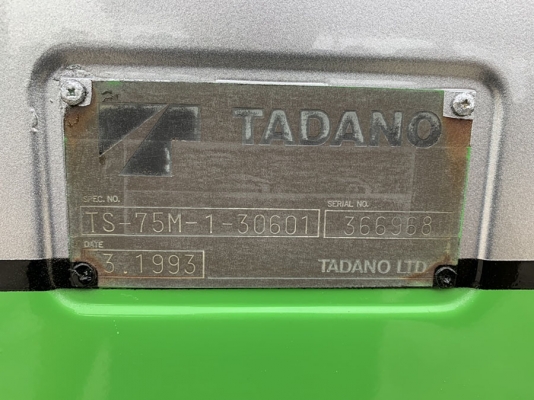 TADANO
SPEC. NO.
SERIAL NO.
TS-75M-1-30601
366968
DATE
3.1993
TADANO LTD.